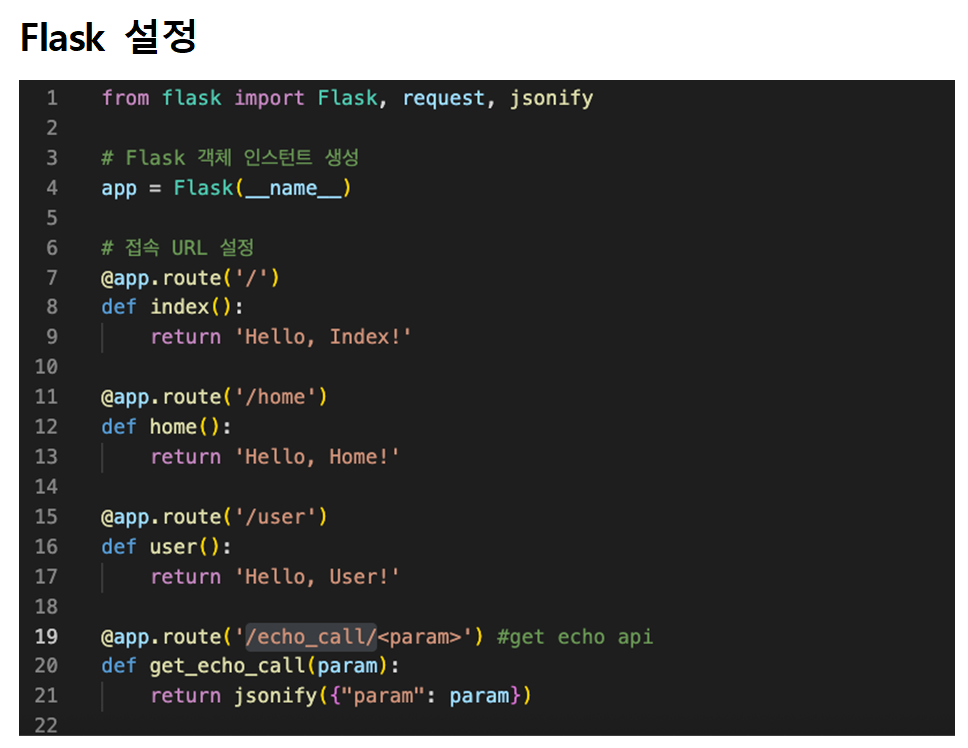 Flask 설정
1 from flask import Flask, request, jsonify
2
3 # Flask 객체 인스턴트 생성
4 app = Flask(__name__)
5
6 # 접속 URL 설정
7 @app.route('/')
8 def index():
9     return 'Hello, Index!'
10
11 @app.route('/home')
12 def home():
13     return 'Hello, Home!'
14
15 @app.route('/user')
16 def user():
17     return 'Hello, User!'
18
19 @app.route('/echo_call/<param>') #get echo api
20 def get_echo_call(param):
21     return jsonify({"param": param})
22